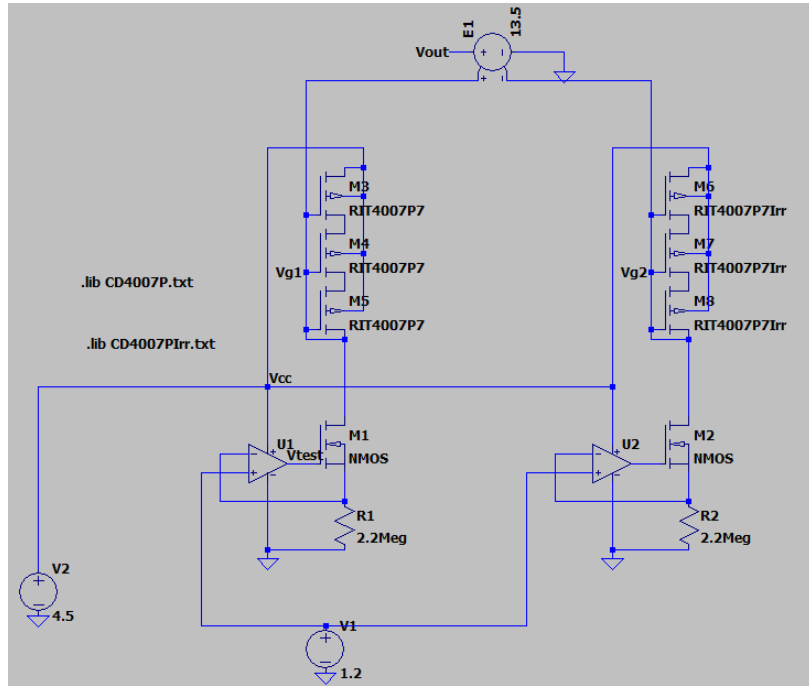 E1
13.5
Vout
M3
RIT4007P7
M4
RIT4007P7
Vg1
M5
RIT4007P7
M6
RIT4007P7Irr
M7
RIT4007P7Irr
Vg2
M8
RIT4007P7Irr
.lib CD4007P.txt
.lib CD4007PIrr.txt
Vcc
U1
Vtest
M1
NMOS
R1
2.2Meg
U2
M2
NMOS
R2
2.2Meg
V2
4.5
V1
1.2